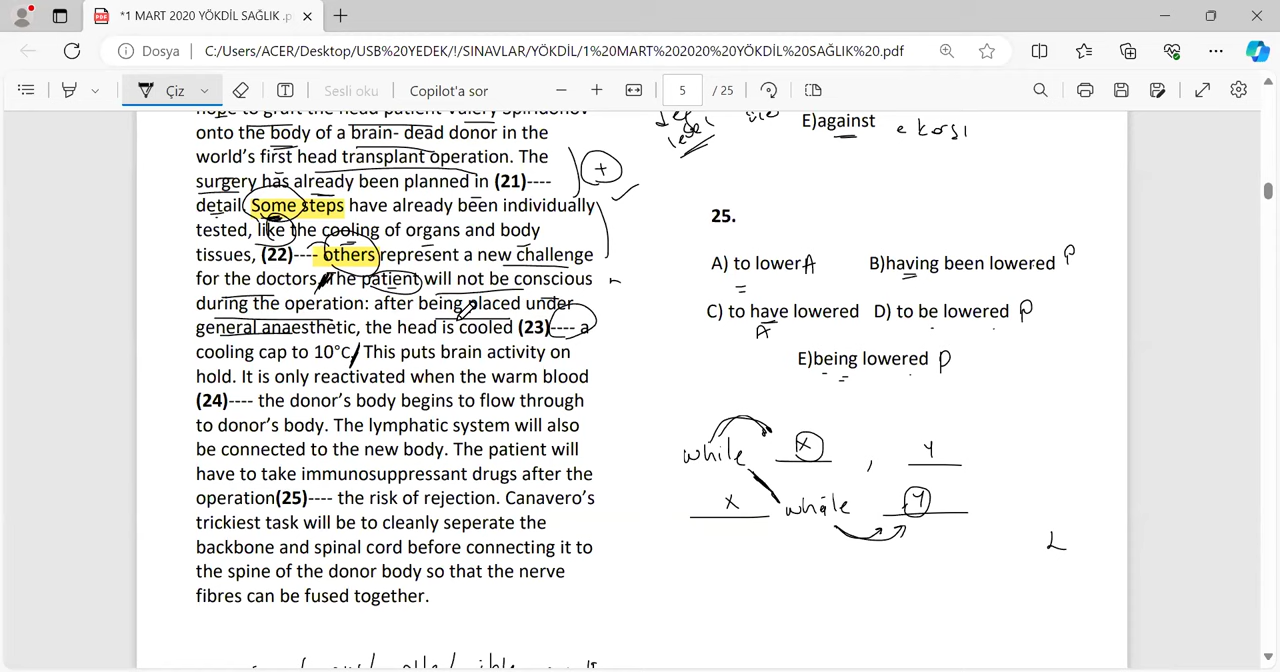 *1 MART 2020 YÖKDİL SAĞLIK .p
Dosya C:/Users/ACER/Desktop/USB%20YEDEK/!/SINAVLAR/YÖKDİL/1%20MART%202020%20YÖKDİL%20SAĞLIK%20.pdf
Çiz Sesli oku Copilot'a sor 5 / 25
hope to graft the head patient Valery Spiridonov
onto the body of a brain- dead donor in the
world's first head transplant operation. The
surgery has already been planned in (21)----
detail. Some steps have already been individually
tested, like the cooling of organs and body
tissues, (22)---- others represent a new challenge
for the doctors. The patient will not be conscious
during the operation: after being placed under
general anaesthetic, the head is cooled (23)---- a
cooling cap to 10°C. This puts brain activity on
hold. It is only reactivated when the warm blood
(24)---- the donor's body begins to flow through
to donor's body. The lymphatic system will also
be connected to the new body. The patient will
have to take immunosuppressant drugs after the
operation(25)---- the risk of rejection. Canavero's
trickiest task will be to cleanly seperate the
backbone and spinal cord before connecting it to
the spine of the donor body so that the nerve
fibres can be fused together.
+
E)against e karşı
25.
A) to lower A B)having been lowered P
C) to have lowered D) to be lowered P
A
E)being lowered P
while x , y
x while y